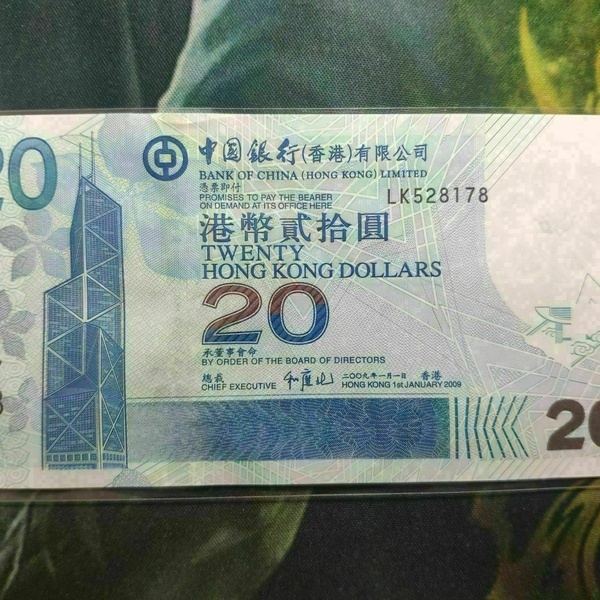 20
中国銀行(香港)有限公司
BANK OF CHINA (HONG KONG) LIMITED
憑票即付
PROMISES TO PAY THE BEARER
ON DEMAND AT ITS OFFICE HERE
LK528178
港幣貳拾圓
TWENTY
HONG KONG DOLLARS
20
承董事會命
BY ORDER OF THE BOARD OF DIRECTORS
總裁
二〇〇九年一月一日 香港
CHIEF EXECUTIVE
HONG KONG 1st JANUARY 2009
20